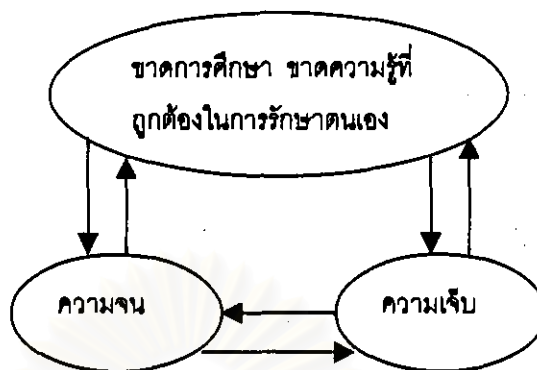 ขาดการศึกษา ขาดความรู้ที่
ถูกต้องในการรักษาตนเอง
ความจน
ความเจ็บ